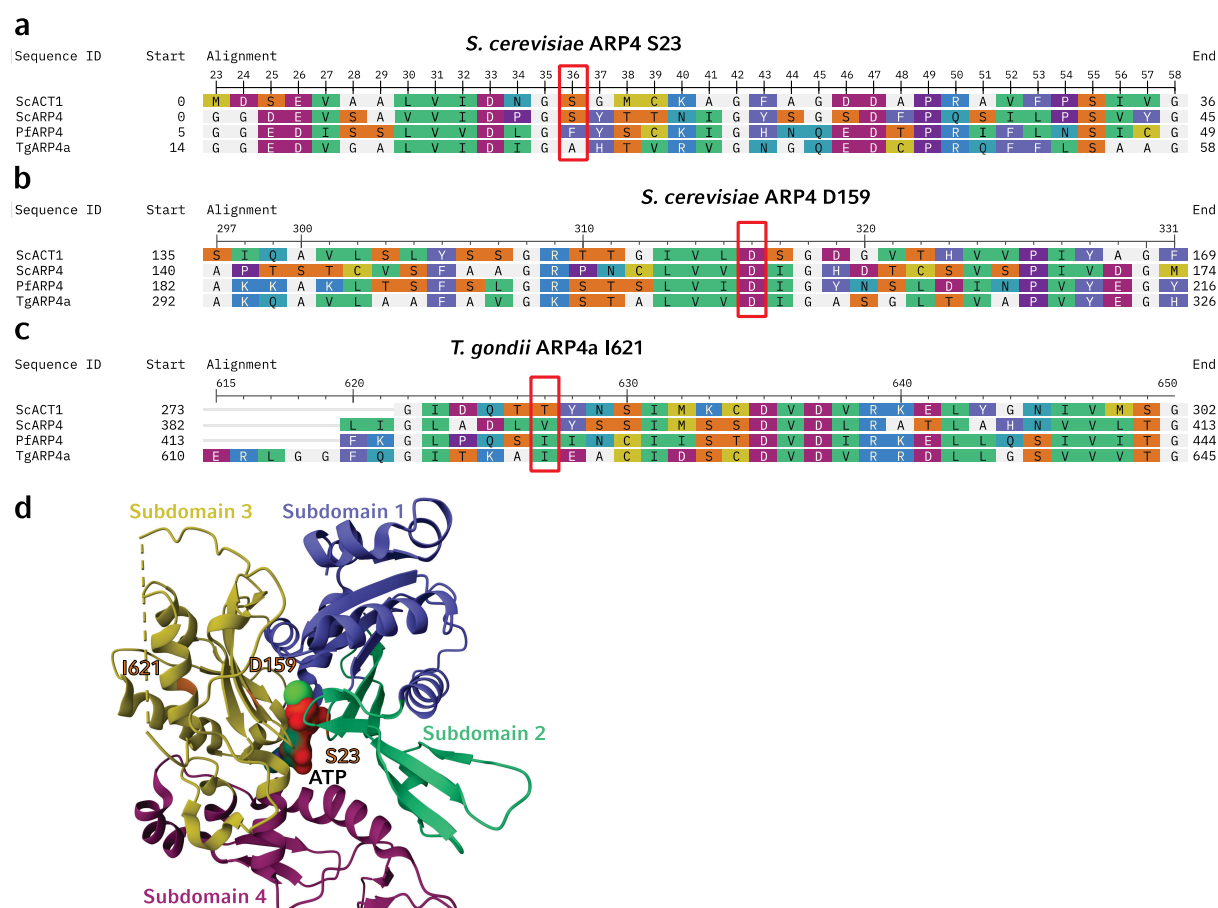 a
S. cerevisiae ARP4 S23
Sequence ID Start Alignment End
23 24 25 26 27 28 29 30 31 32 33 34 35 36 37 38 39 40 41 42 43 44 45 46 47 48 49 50 51 52 53 54 55 56 57 58
ScACT1 0 M D S E V A A L V I D N G S G M C K A G F A G D D A P R A V F P S I V G 36
ScARP4 0 G G D E V S A V V I D P G S Y T T N I G Y S G S D F P Q S I L P S V Y G 45
PfARP4 5 G G E D I S S L V V D L G F Y S C K I G H N Q E D T P R I F L N S I C G 49
TgARP4a 14 G G E D V G A L V I D I G A H T V R V G N G Q E D C P R Q F F L S A A G 58
b
S. cerevisiae ARP4 D159
Sequence ID Start Alignment End
297 300 310 320 331
ScACT1 135 S I Q A V L S L Y S S G R T T G I V L D S G D G V T H V V P I Y A G F 169
ScARP4 140 A P T S T C V S F A A G R P N C L V V D I G H D T C S V S P I V D G M 174
PfARP4 182 A K K A K L T S F S L G R S T S L V V D I G Y N S L D I N P V Y E G Y 216
TgARP4a 292 A K Q A V L A A F A V G K S T A L V V D I G A S G L T V A P V Y E G H 326
c
T. gondii ARP4a I621
Sequence ID Start Alignment End
615 620 630 640 650
ScACT1 273 G I D Q T T Y N S I M K C D V D V R K E L Y G N I V M S G 302
ScARP4 382 L I G L A D L V Y S S I M S S D V D L R A T L A H N V V L T G 413
PfARP4 413 F K G L P Q S I I N C I I S T D V D I R K E L L Q S I V I T G 444
TgARP4a 610 E R L G G F Q G I T K A I E A C I D S C D V D V R R D L L G S V V V T G 645
d
Subdomain 3 Subdomain 1
I621 D159
Subdomain 2
S23
ATP
Subdomain 4